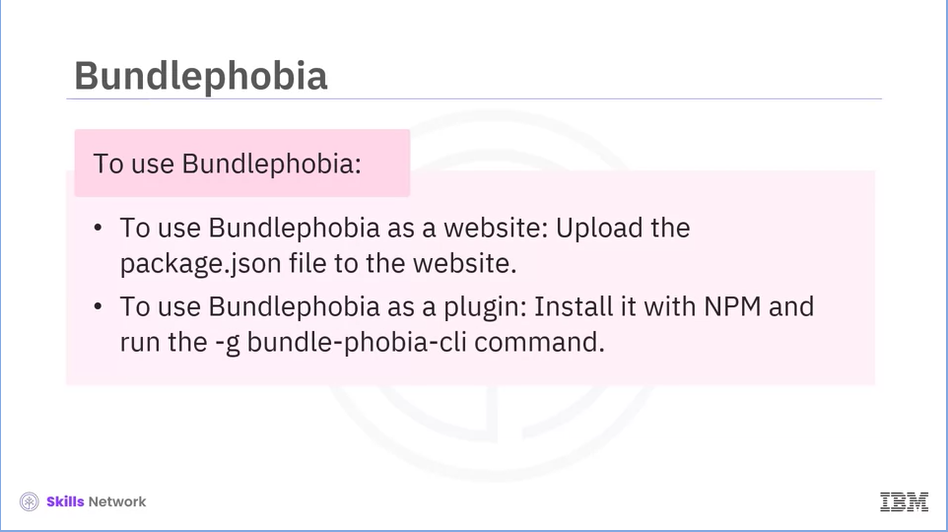 Bundlephobia
To use Bundlephobia:
• To use Bundlephobia as a website: Upload the
package.json file to the website.
• To use Bundlephobia as a plugin: Install it with NPM and
run the -g bundle-phobia-cli command.
Skills Network
IBM